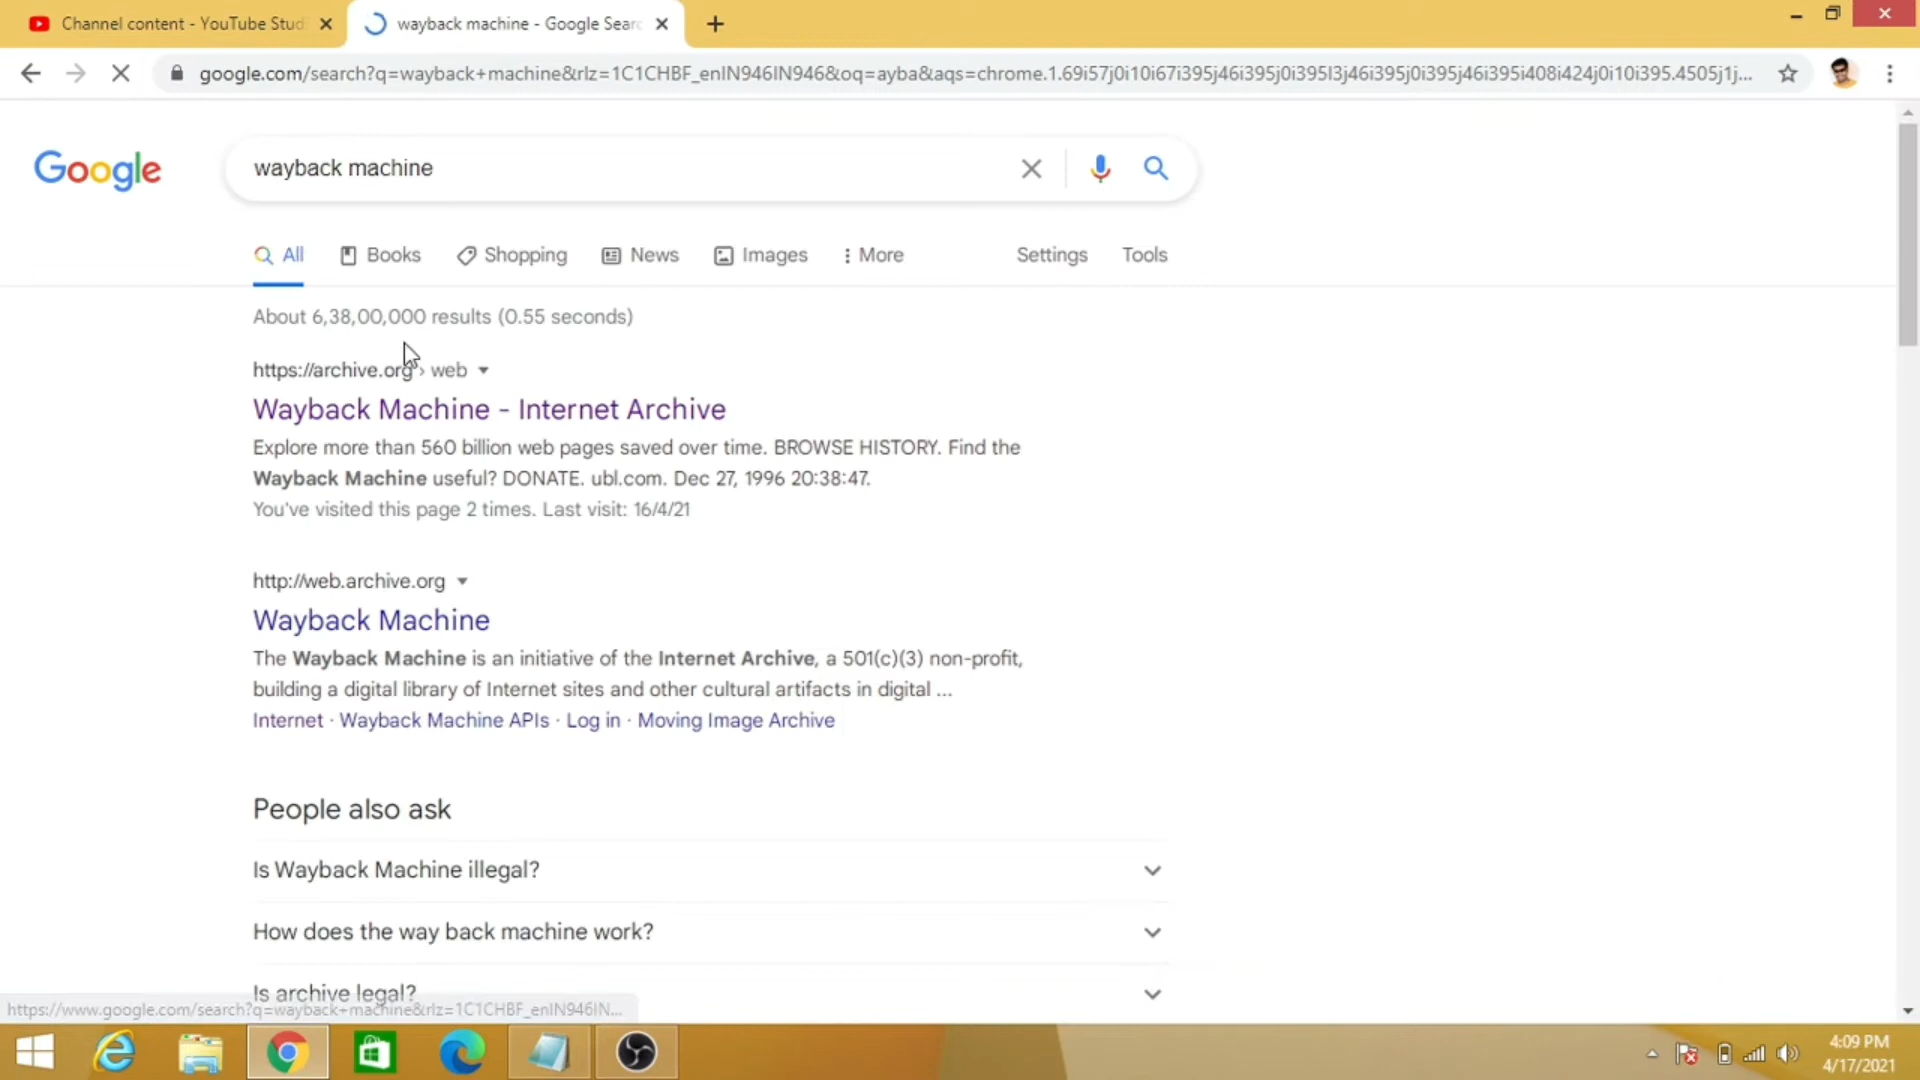 Channel content - YouTube Stud
wayback machine - Google Sear
google.com/search?q=wayback+machine&rlz=1C1CHBF_enIN946IN946&oq=ayba&aqs=chrome.1.69i57j0i10i67i395j46i395j0i395l3j46i395j0i395j46i395i408i424j0i10i395.4505j1j...
Google
wayback machine
All Books Shopping News Images More Settings Tools
About 6,38,00,000 results (0.55 seconds)
https://archive.org › web
Wayback Machine - Internet Archive
Explore more than 560 billion web pages saved over time. BROWSE HISTORY. Find the
Wayback Machine useful? DONATE. ubl.com. Dec 27, 1996 20:38:47.
You've visited this page 2 times. Last visit: 16/4/21
http://web.archive.org
Wayback Machine
The Wayback Machine is an initiative of the Internet Archive, a 501(c)(3) non-profit,
building a digital library of Internet sites and other cultural artifacts in digital ...
Internet · Wayback Machine APIs · Log in · Moving Image Archive
People also ask
Is Wayback Machine illegal?
How does the way back machine work?
Is archive legal?
https://www.google.com/search?q=wayback+machine&rlz=1C1CHBF_enIN946IN...
4:09 PM
4/17/2021